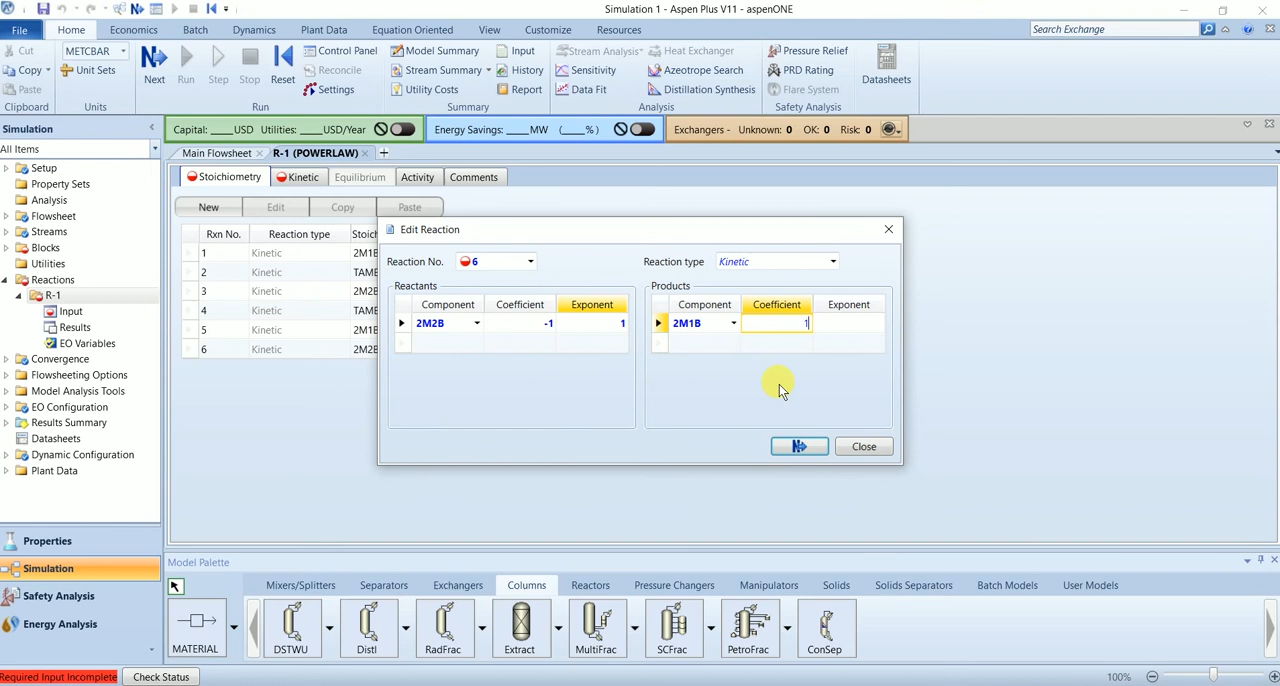 Simulation 1 - Aspen Plus V11 - aspenONE
File Home Economics Batch Dynamics Plant Data Equation Oriented View Customize Resources Search Exchange
Cut METCBAR Next Run Step Stop Reset Control Panel Model Summary Input Stream Analysis Heat Exchanger Pressure Relief Datasheets
Copy Unit Sets Reconcile Stream Summary History Sensitivity Azeotrope Search PRD Rating
Paste Settings Utility Costs Report Data Fit Distillation Synthesis Flare System
Clipboard Units Run Summary Analysis Safety Analysis
Simulation Capital: ____USD Utilities: ____USD/Year Energy Savings: ____MW (____%) Exchangers - Unknown: 0 OK: 0 Risk: 0
All Items Main Flowsheet R-1 (POWERLAW) +
Setup
Property Sets
Analysis
Flowsheet
Streams
Blocks
Utilities
Reactions
R-1
Input
Results
EO Variables
Convergence
Flowsheeting Options
Model Analysis Tools
EO Configuration
Results Summary
Datasheets
Dynamic Configuration
Plant Data
Properties
Simulation
Safety Analysis
Energy Analysis
Stoichiometry Kinetic Equilibrium Activity Comments
New Edit Copy Paste
Rxn No. Reaction type Stoic
1 Kinetic 2M1B
2 Kinetic TAME
3 Kinetic 2M2B
4 Kinetic TAME
5 Kinetic 2M1B
6 Kinetic 2M2B
Edit Reaction
Reaction No. 6 Reaction type Kinetic
Reactants Products
Component Coefficient Exponent Component Coefficient Exponent
2M2B -1 1 2M1B 1
N Close
Model Palette
Mixers/Splitters Separators Exchangers Columns Reactors Pressure Changers Manipulators Solids Solids Separators Batch Models User Models
MATERIAL DSTWU Distl RadFrac Extract MultiFrac SCFrac PetroFrac ConSep
Required Input Incomplete Check Status 100%